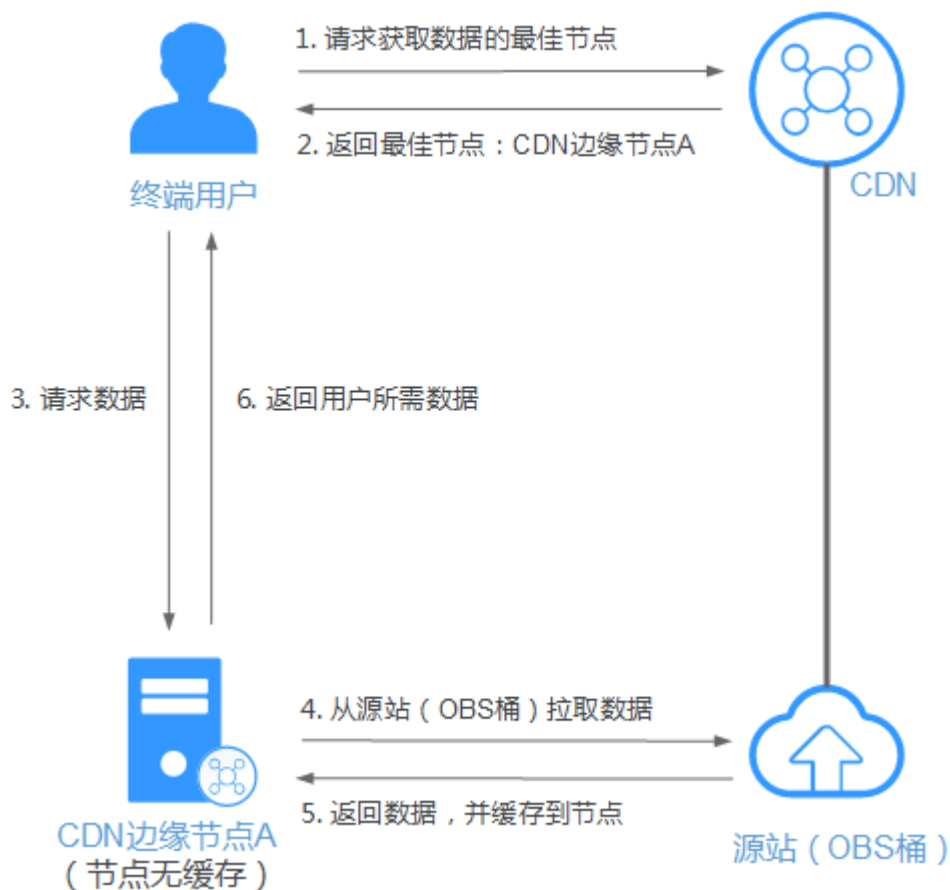 1. 请求获取数据的最佳节点
2. 返回最佳节点：CDN边缘节点A
终端用户
CDN
3. 请求数据
6. 返回用户所需数据
4. 从源站（OBS桶）拉取数据
5. 返回数据，并缓存到节点
CDN边缘节点A
（节点无缓存）
源站（OBS桶）